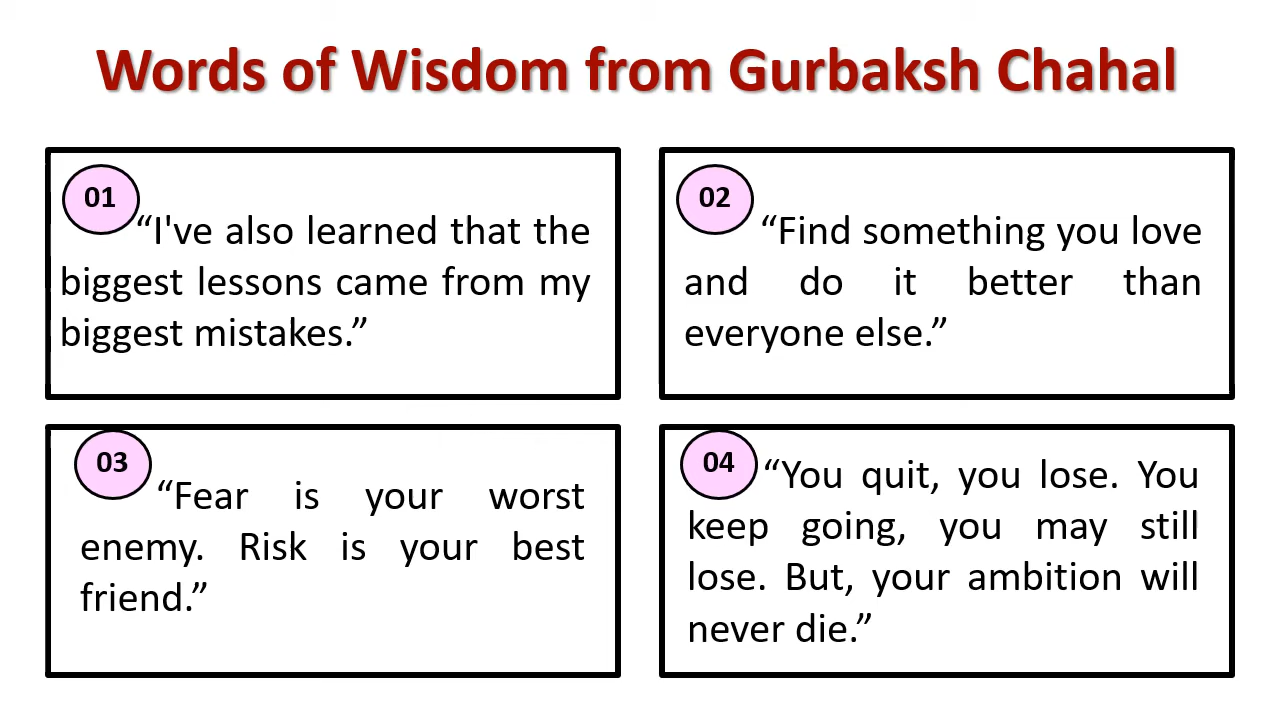 Words of Wisdom from Gurbaksh Chahal
01
“I've also learned that the
biggest lessons came from my
biggest mistakes.”
02
“Find something you love
and do it better than
everyone else.”
03
“Fear is your worst
enemy. Risk is your best
friend.”
04
“You quit, you lose. You
keep going, you may still
lose. But, your ambition will
never die.”